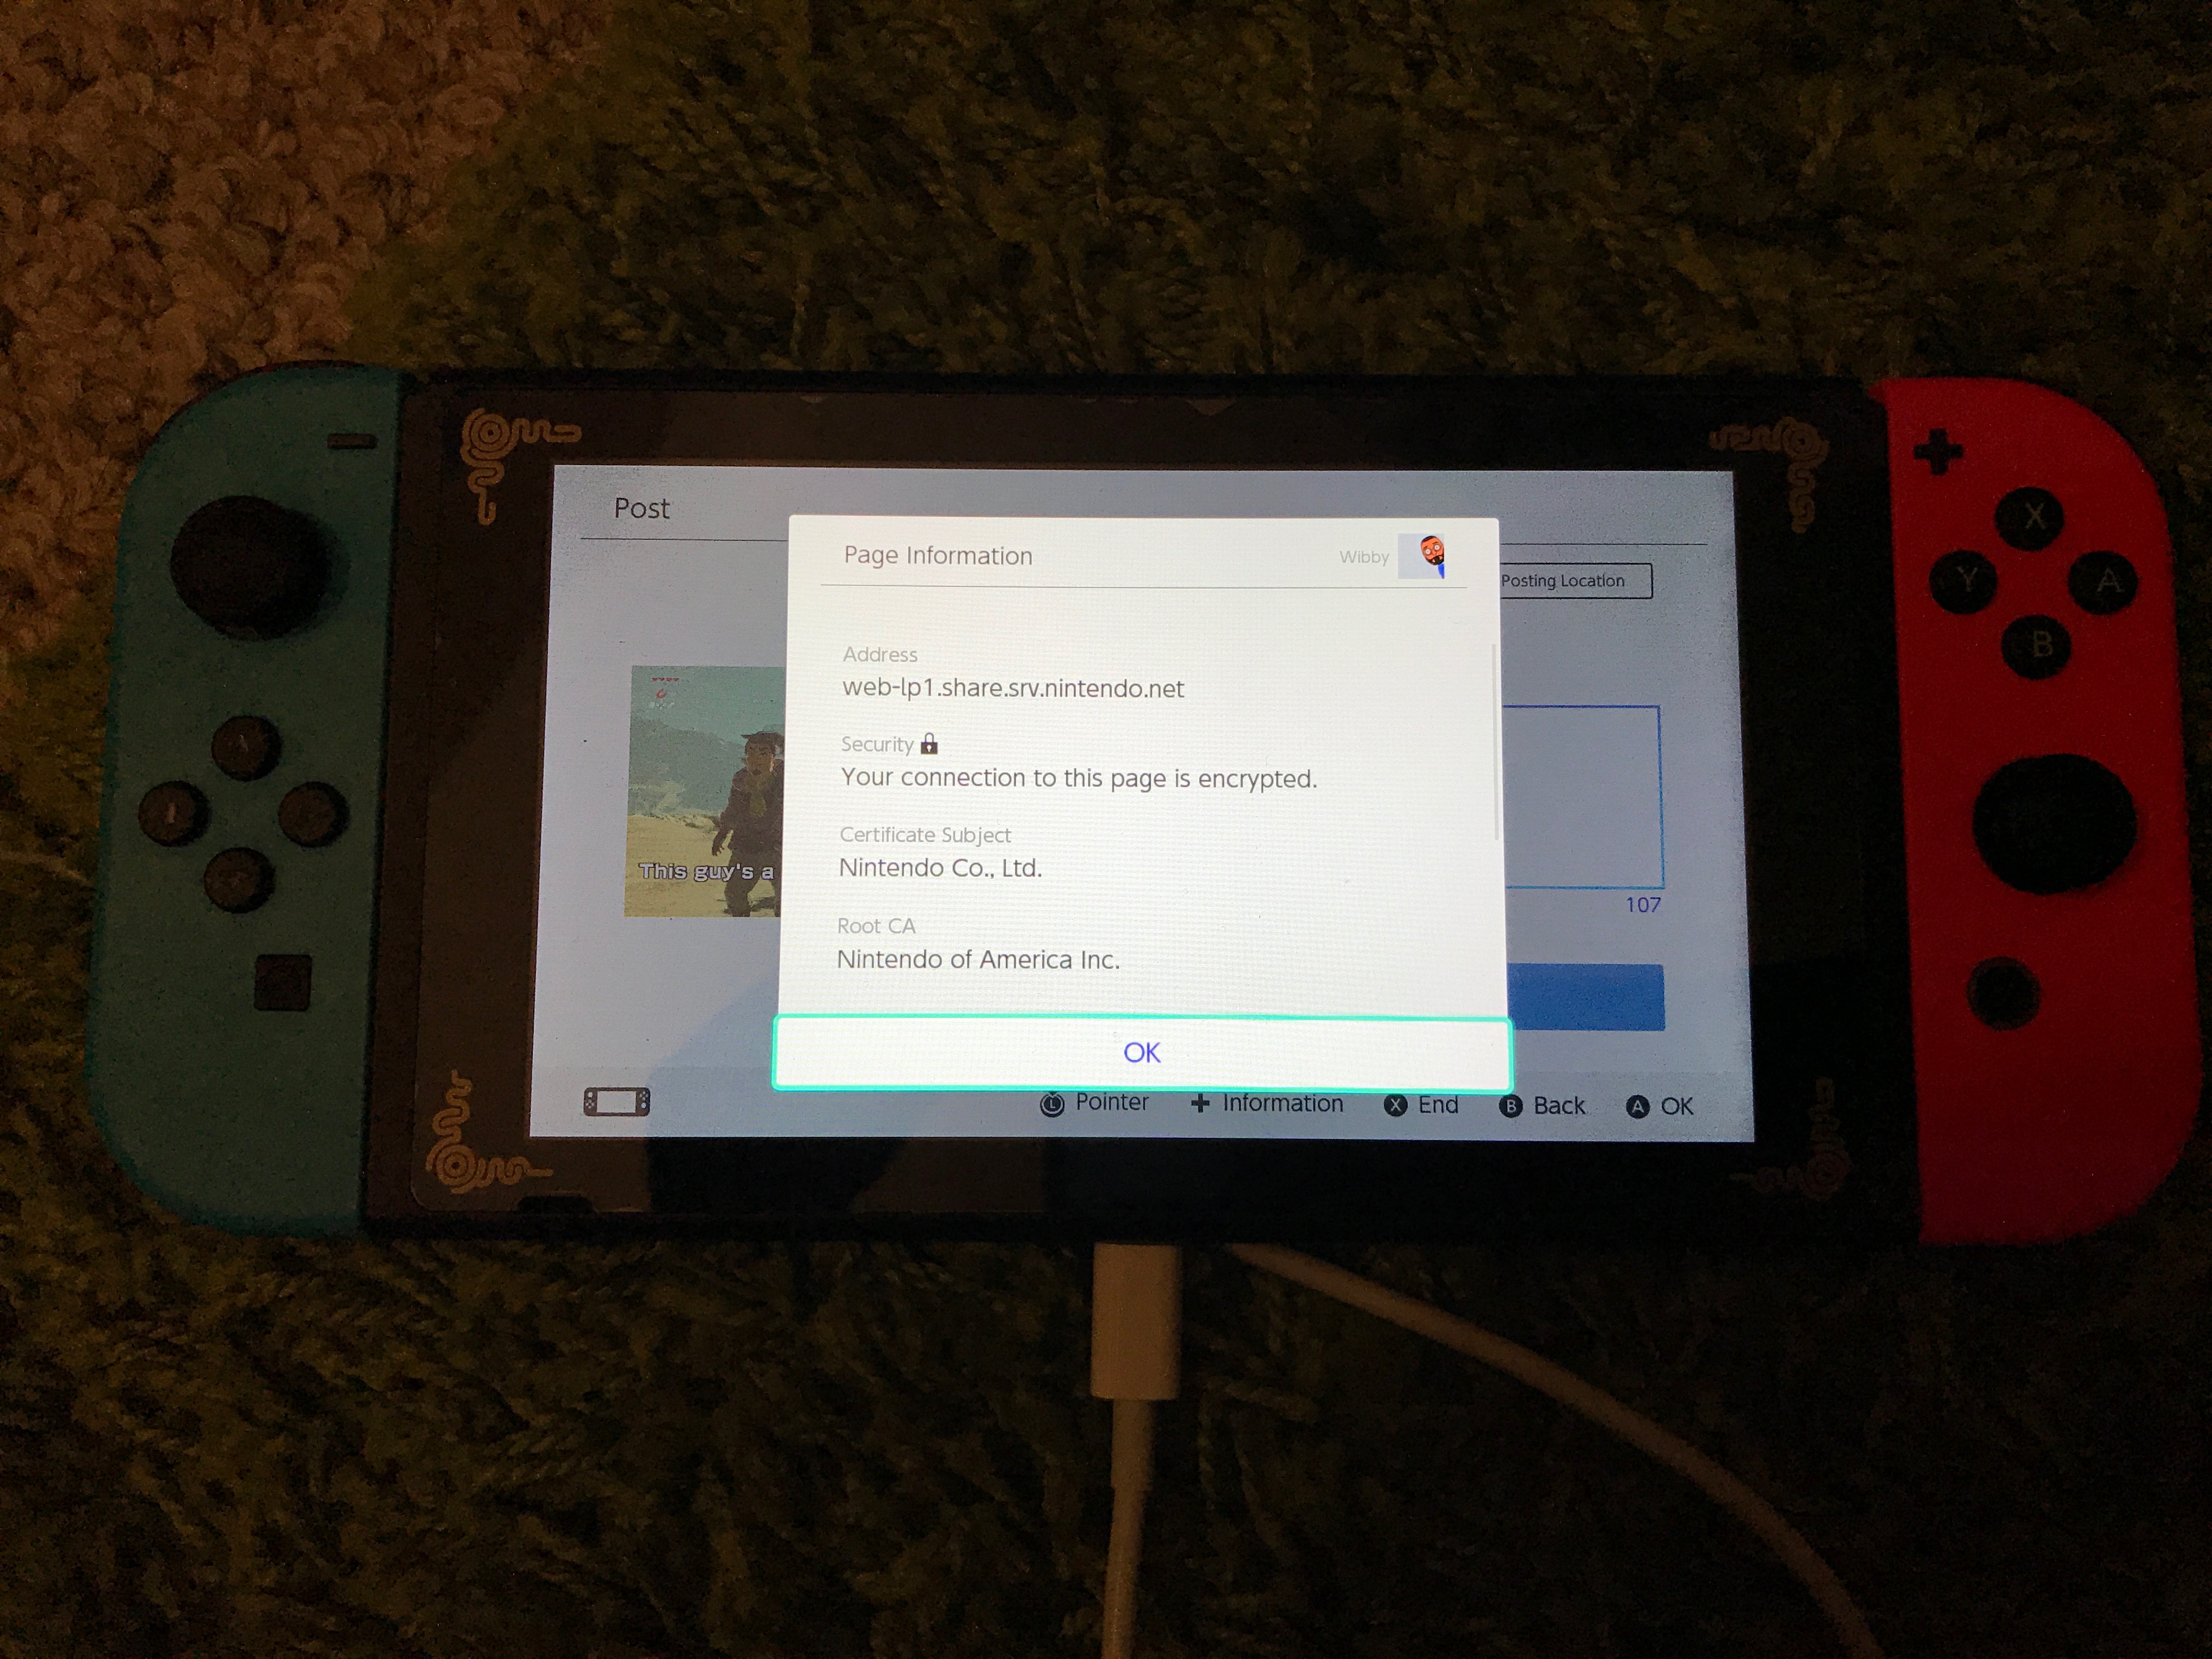 Post
Page Information
Wibby
Posting Location
Address
web-lp1.share.srv.nintendo.net
Security
Your connection to this page is encrypted.
Certificate Subject
Nintendo Co., Ltd.
This guy's a
107
Root CA
Nintendo of America Inc.
OK
L Pointer + Information X End B Back A OK
X
Y
A
B